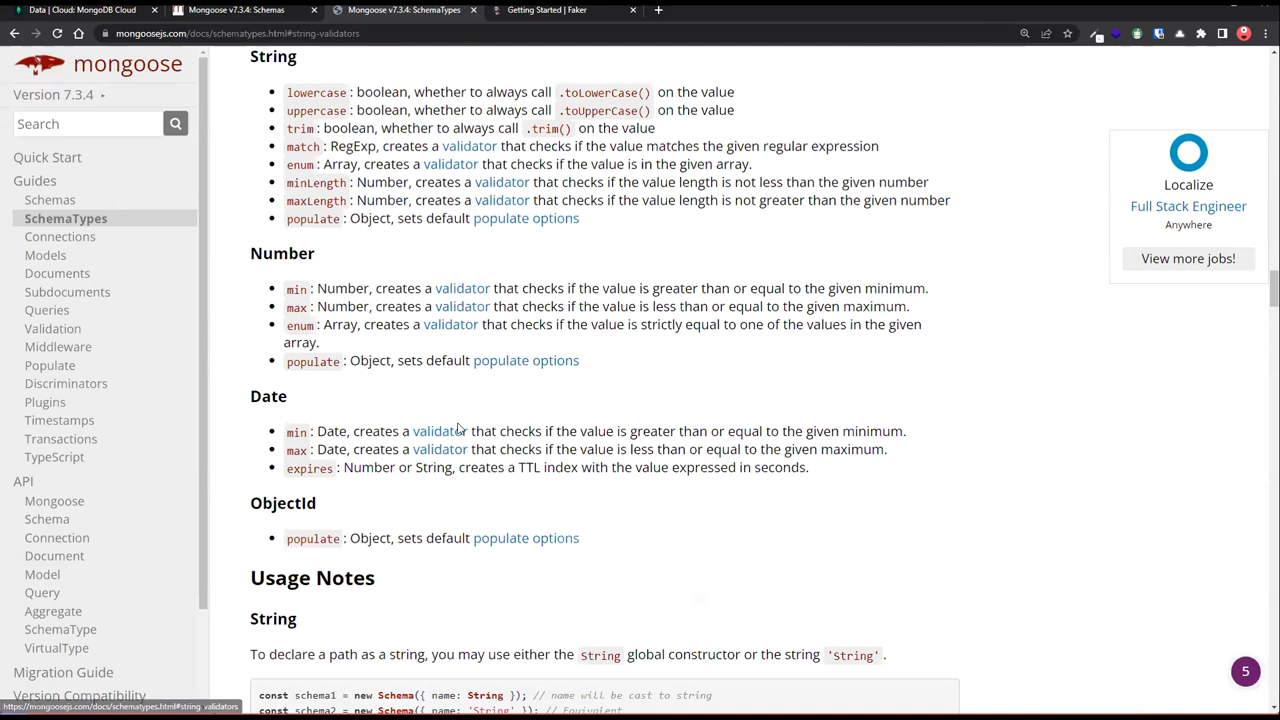 Data | Cloud: MongoDB Cloud
Mongoose v7.3.4: Schemas
Mongoose v7.3.4: SchemaTypes
Getting Started | Faker
mongoosejs.com/docs/schematypes.html#string-validators
mongoose
Version 7.3.4
Search
Quick Start
Guides
Schemas
SchemaTypes
Connections
Models
Documents
Subdocuments
Queries
Validation
Middleware
Populate
Discriminators
Plugins
Timestamps
Transactions
TypeScript
API
Mongoose
Schema
Connection
Document
Model
Query
Aggregate
SchemaType
VirtualType
Migration Guide
Version Compatibility
https://mongoosejs.com/docs/schematypes.html#string-validators
String
lowercase: boolean, whether to always call .toLowerCase() on the value
uppercase: boolean, whether to always call .toUpperCase() on the value
trim: boolean, whether to always call .trim() on the value
match: RegExp, creates a validator that checks if the value matches the given regular expression
enum: Array, creates a validator that checks if the value is in the given array.
minLength: Number, creates a validator that checks if the value length is not less than the given number
maxLength: Number, creates a validator that checks if the value length is not greater than the given number
populate: Object, sets default populate options
Number
min: Number, creates a validator that checks if the value is greater than or equal to the given minimum.
max: Number, creates a validator that checks if the value is less than or equal to the given maximum.
enum: Array, creates a validator that checks if the value is strictly equal to one of the values in the given
array.
populate: Object, sets default populate options
Date
min: Date, creates a validator that checks if the value is greater than or equal to the given minimum.
max: Date, creates a validator that checks if the value is less than or equal to the given maximum.
expires: Number or String, creates a TTL index with the value expressed in seconds.
ObjectId
populate: Object, sets default populate options
Usage Notes
String
To declare a path as a string, you may use either the String global constructor or the string 'String'.
const schema1 = new Schema({ name: String }); // name will be cast to string
const schema2 = new Schema({ name: 'String' }); // Equivalent
Localize
Full Stack Engineer
Anywhere
View more jobs!
5